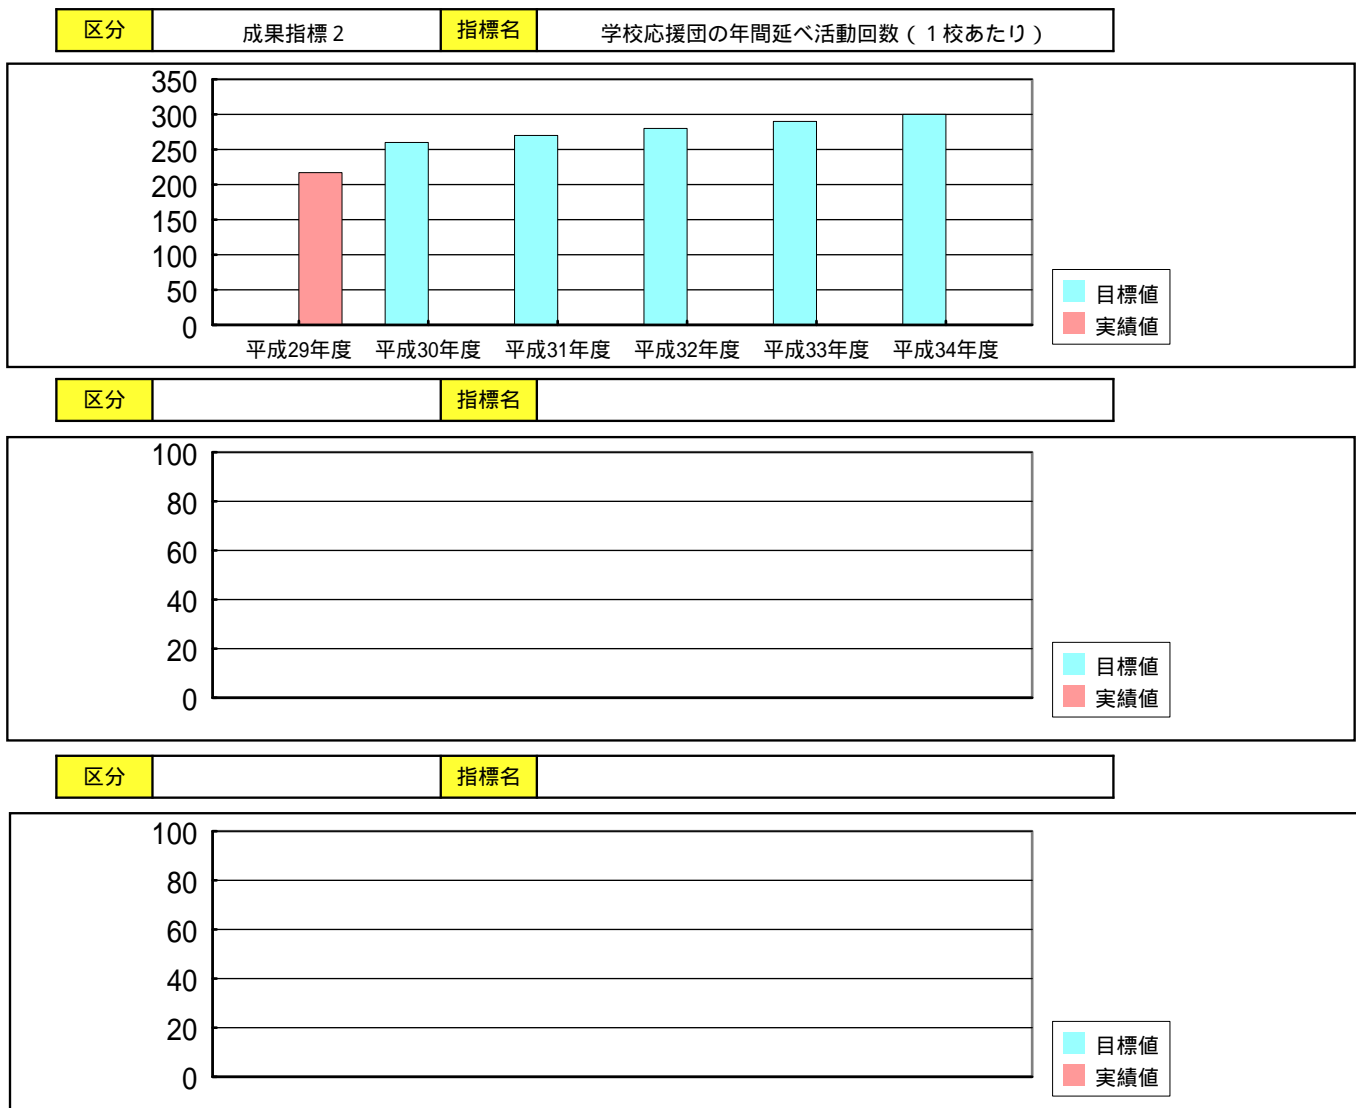 区分 成果指標２ 指標名 学校応援団の年間延べ活動回数（１校あたり）
350
300
250
200
150
100
50
0
平成29年度 平成30年度 平成31年度 平成32年度 平成33年度 平成34年度
目標値
実績値
区分 指標名
100
80
60
40
20
0
目標値
実績値
区分 指標名
100
80
60
40
20
0
目標値
実績値